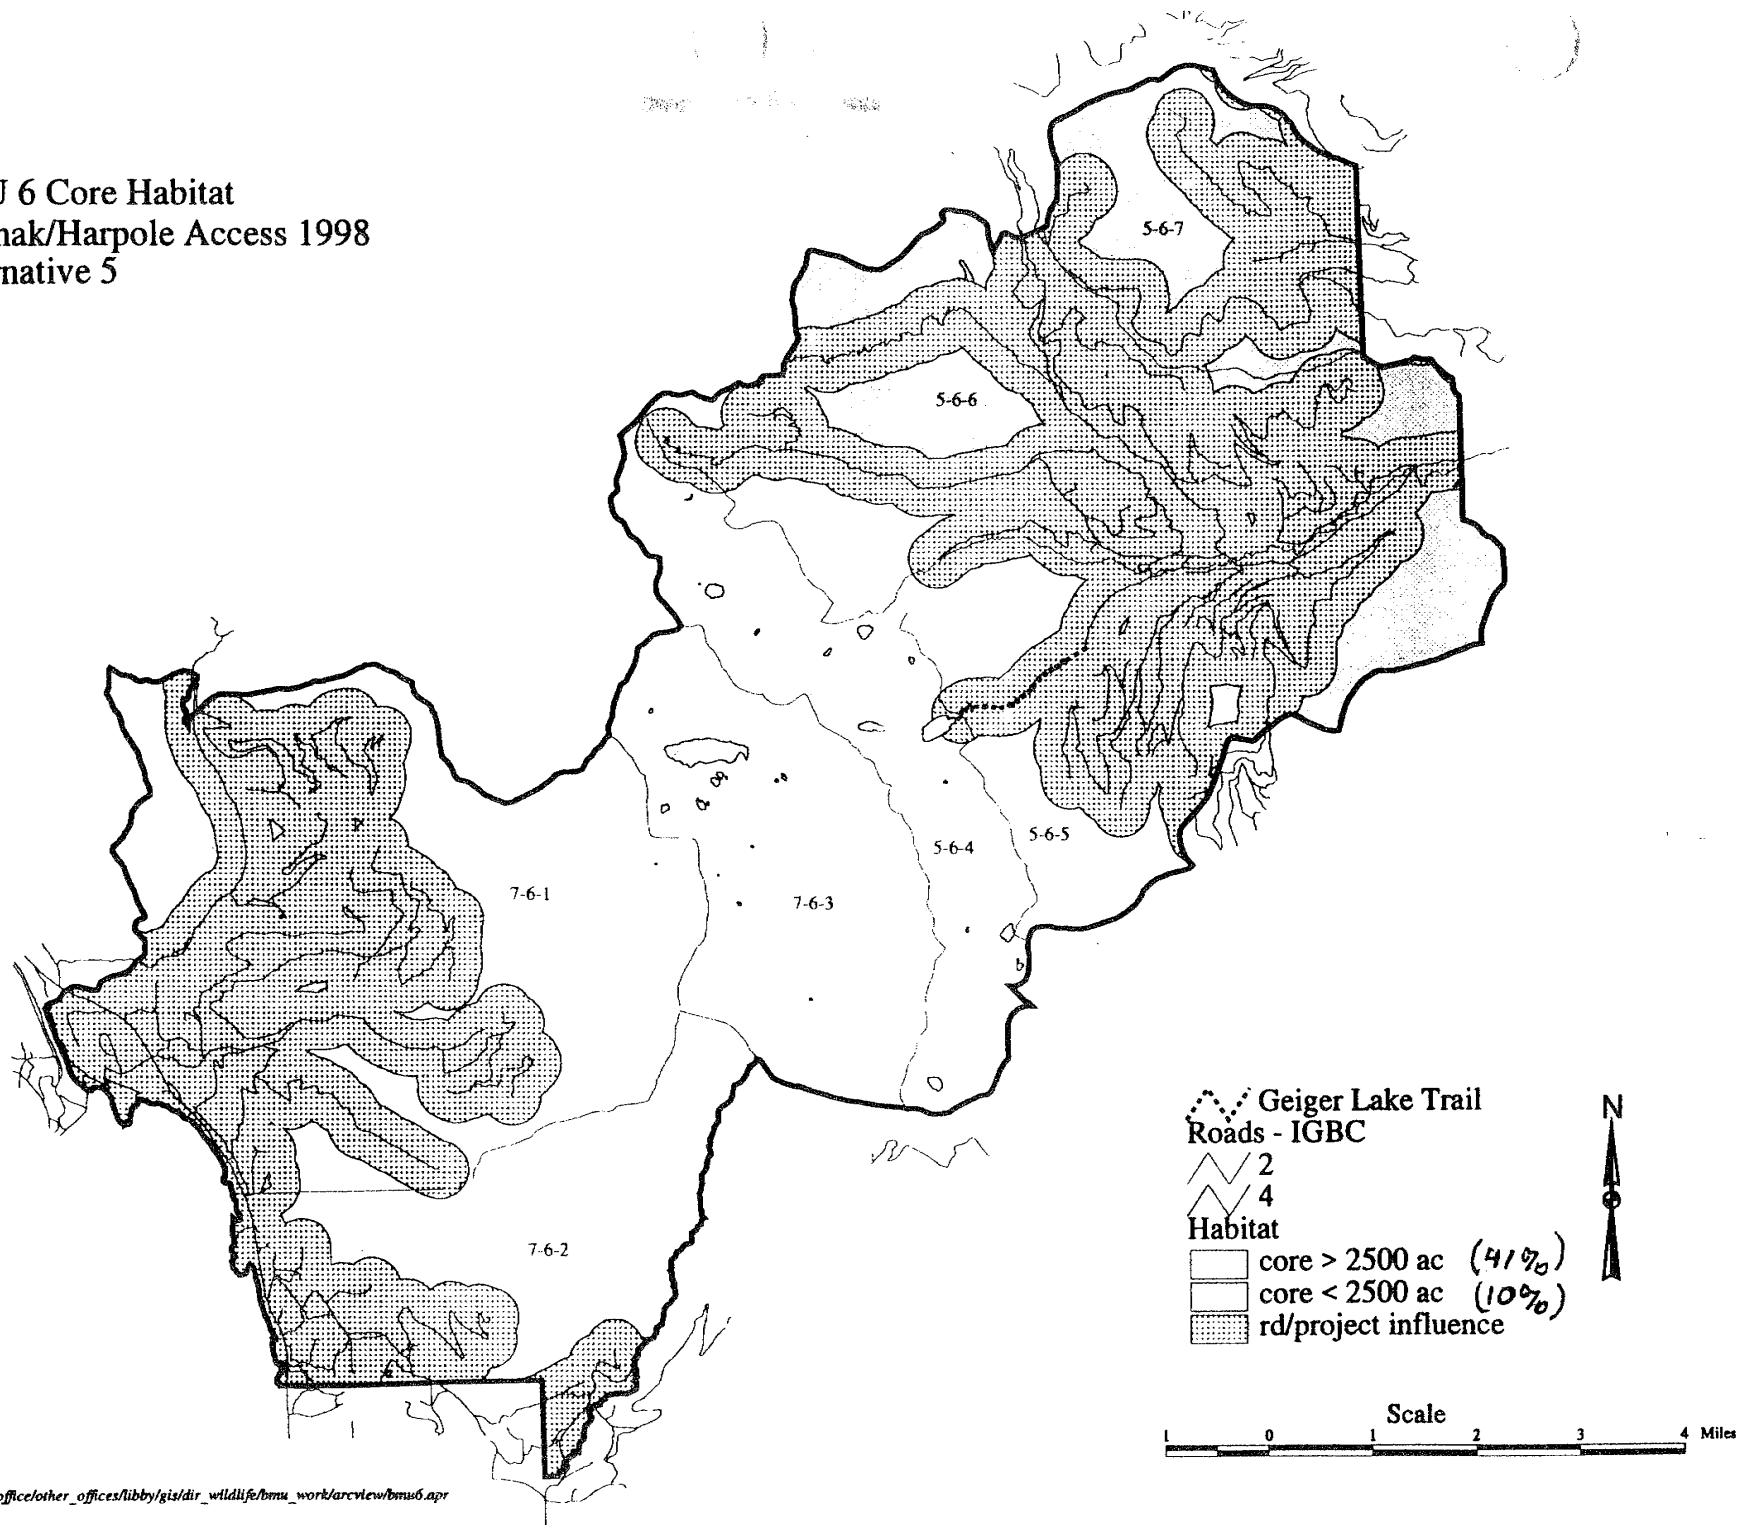 J 6 Core Habitat
nak/Harpole Access 1998
native 5
5-6-7
5-6-6
5-6-5
5-6-4
7-6-1
7-6-3
7-6-2
Geiger Lake Trail
Roads - IGBC
2
4
Habitat
core > 2500 ac (41%)
core < 2500 ac (10%)
rd/project influence
N
Scale
1 0 1 2 3 4 Miles
office/other_offices/libby/gis/dir_wildlife/bmu_work/arcview/bmu6.apr